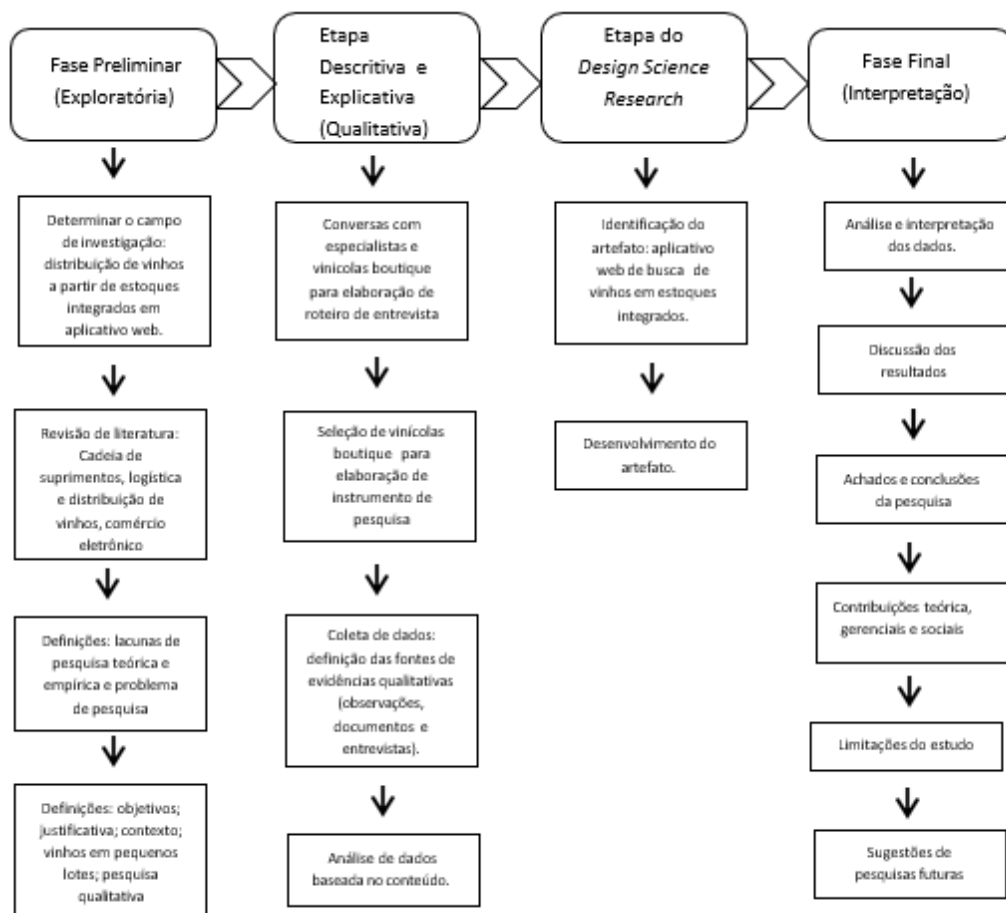 Fase Preliminar
(Exploratória)
Determinar o campo
de investigação:
distribuição de vinhos
a partir de estoques
integrados em
aplicativo web.
Revisão de literatura:
Cadeia de
suprimentos, logística
e distribuição de
vinhos, comércio
eletrônico
Definições: lacunas de
pesquisa teórica e
empírica e problema
de pesquisa
Definições: objetivos;
justificativa; contexto;
vinhos em pequenos
lotes; pesquisa
qualitativa
Etapa
Descritiva e
Explicativa
(Qualitativa)
Conversas com
especialistas e
vinícolas boutique
para elaboração de
roteiro de entrevista
Seleção de vinícolas
boutique para
elaboração de
instrumento de
pesquisa
Coleta de dados:
definição das fontes de
evidências qualitativas
(observações,
documentos e
entrevistas).
Análise de dados
baseada no conteúdo.
Etapa do
Design Science
Research
Identificação do
artefato: aplicativo
web de busca de
vinhos em estoques
integrados.
Desenvolvimento do
artefato.
Fase Final
(Interpretação)
Análise e interpretação
dos dados.
Discussão dos
resultados
Achados e conclusões
da pesquisa
Contribuições teórica,
gerenciais e sociais
Limitações do estudo
Sugestões de
pesquisas futuras